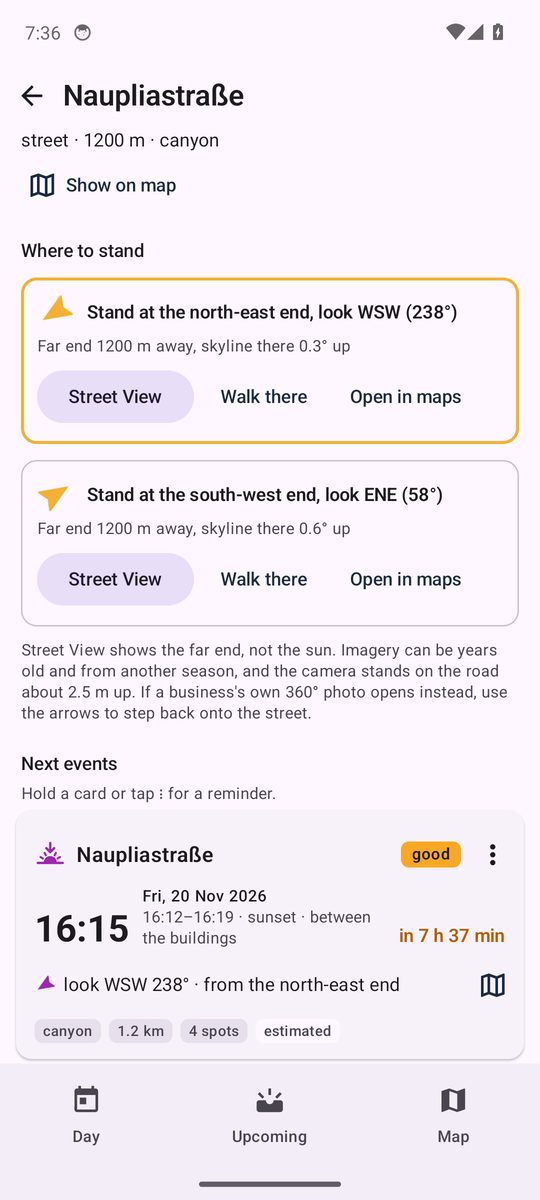 7:36
Naupliastraße
street · 1200 m · canyon
Show on map
Where to stand
Stand at the north-east end, look WSW (238°)
Far end 1200 m away, skyline there 0.3° up
Street View Walk there Open in maps
Stand at the south-west end, look ENE (58°)
Far end 1200 m away, skyline there 0.6° up
Street View Walk there Open in maps
Street View shows the far end, not the sun. Imagery can be years
old and from another season, and the camera stands on the road
about 2.5 m up. If a business's own 360° photo opens instead, use
the arrows to step back onto the street.
Next events
Hold a card or tap ⋮ for a reminder.
Naupliastraße good
Fri, 20 Nov 2026
16:15 16:12–16:19 · sunset · between
the buildings in 7 h 37 min
look WSW 238° · from the north-east end
canyon 1.2 km 4 spots estimated
Day Upcoming Map